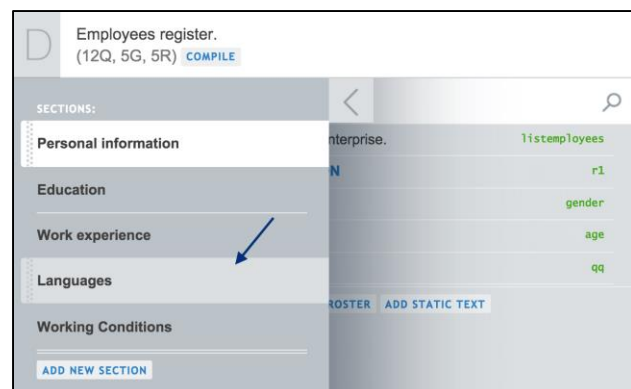 D
Employees register.
(12Q, 5G, 5R) COMPILE
SECTIONS:
Personal information
Education
Work experience
Languages
Working Conditions
ADD NEW SECTION
nterprise. listemployees
N r1
gender
age
qq
ROSTER ADD STATIC TEXT